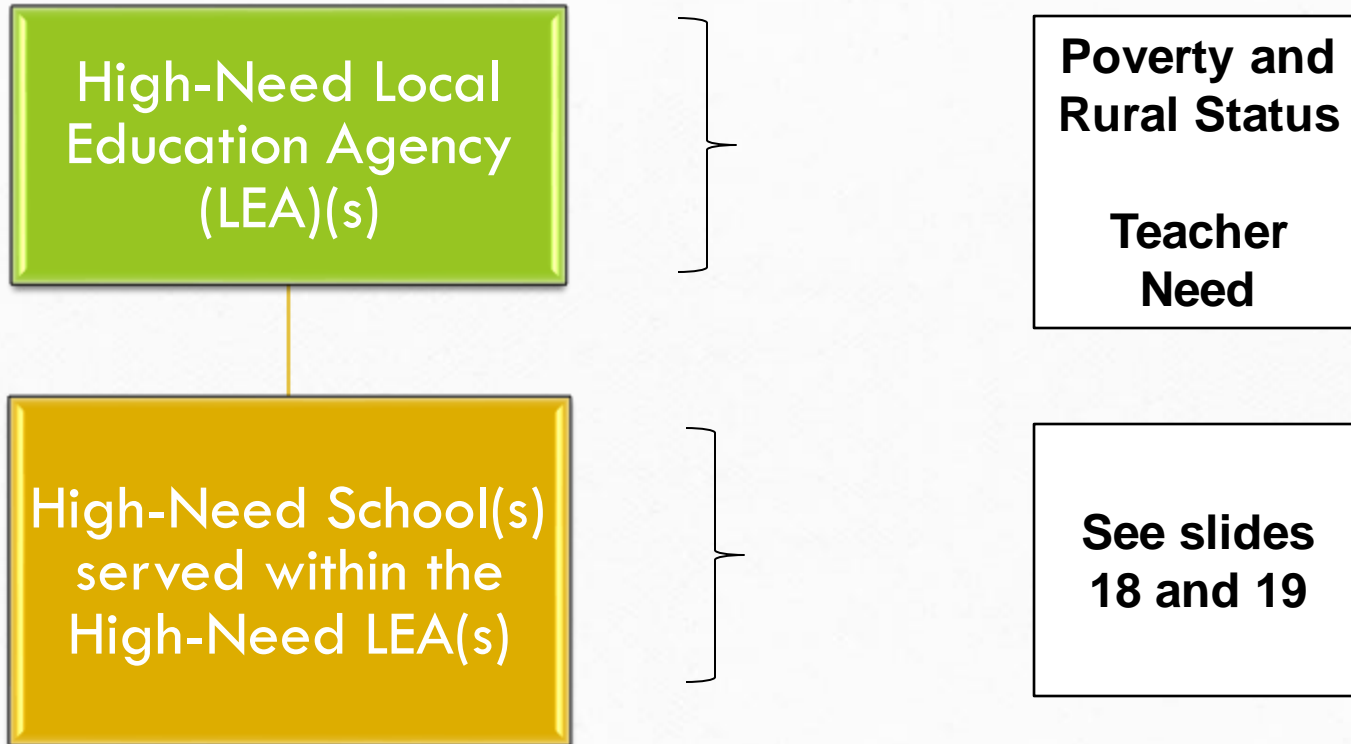 High-Need Local
Education Agency
(LEA)(s)
Poverty and
Rural Status
Teacher
Need
High-Need School(s)
served within the
High-Need LEA(s)
See slides
18 and 19